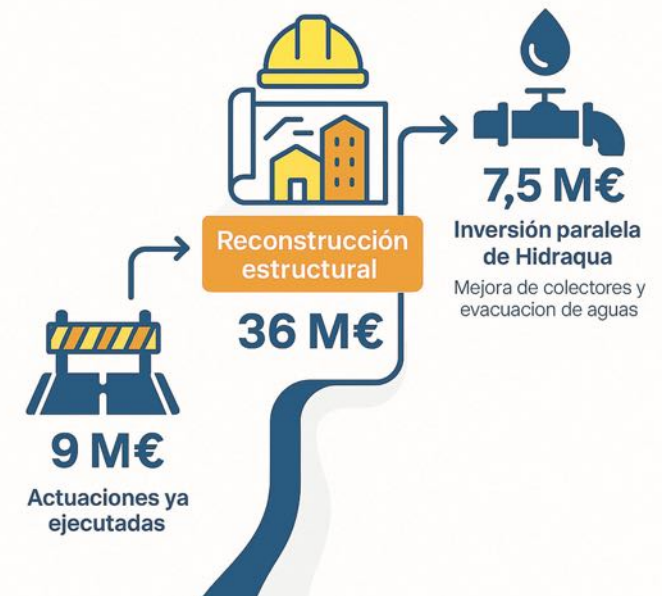 9 M€
Actuaciones ya
ejecutadas
Reconstrucción
estructural
36 M€
7,5 M€
Inversión paralela
de Hidraqua
Mejora de colectores y
evacuacion de aguas